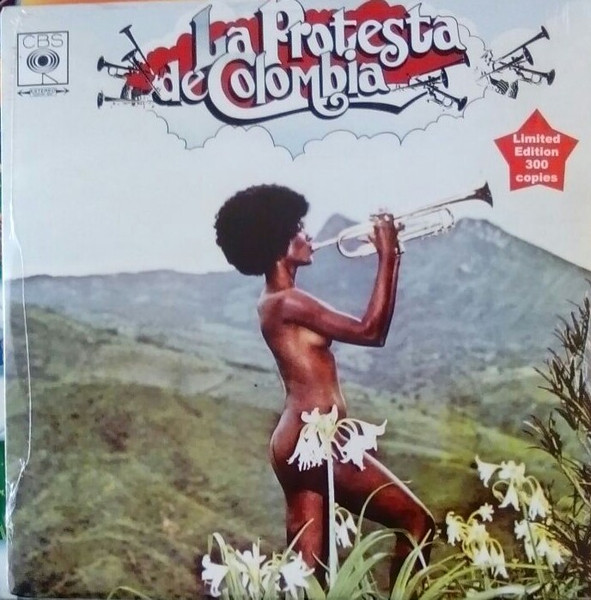 CBS
La Protesta
de Colombia
Limited
Edition
300
copies